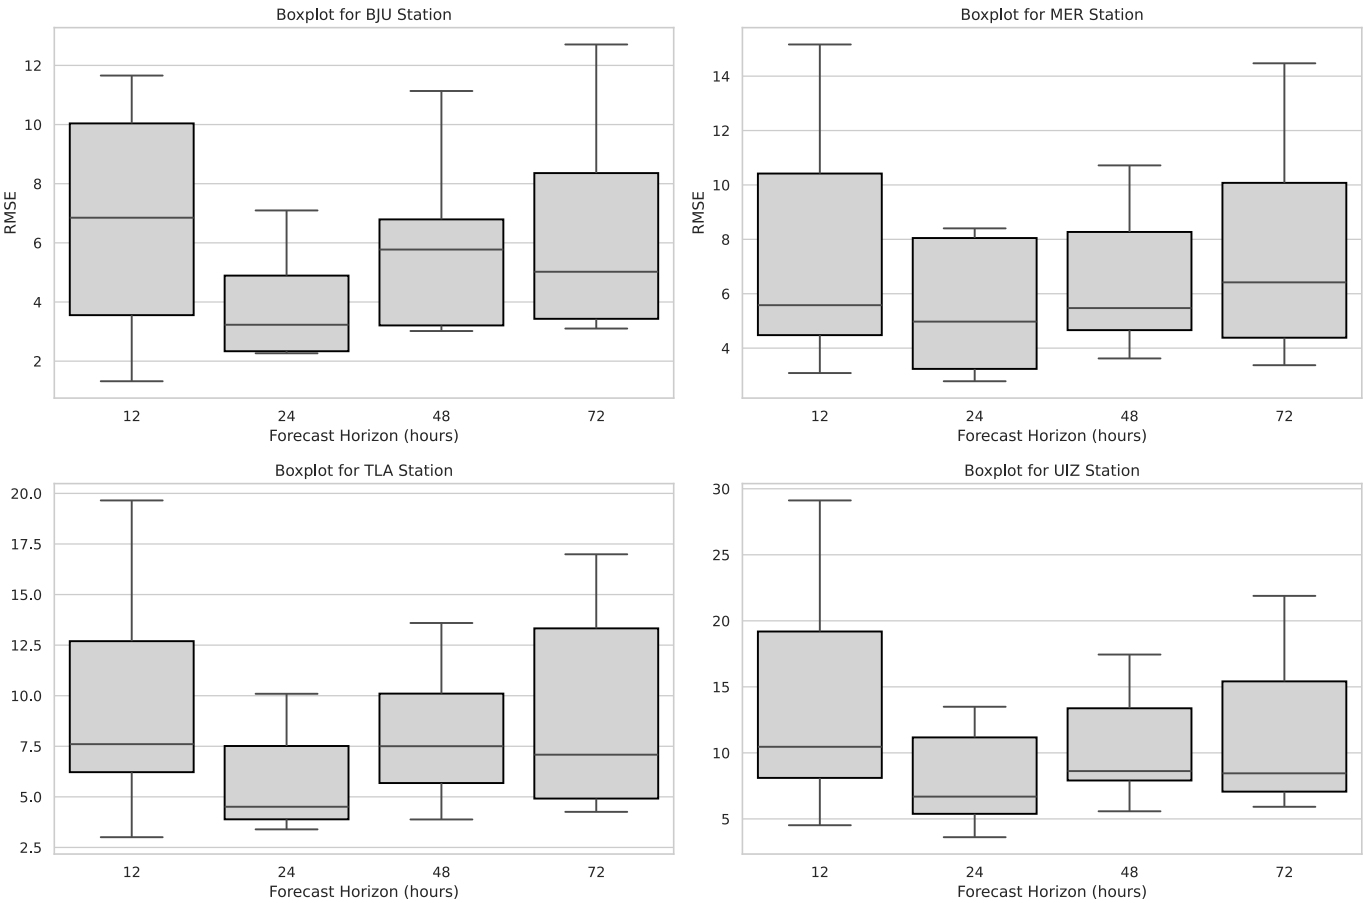 Boxplot for BJU Station
RMSE
12
10
8
6
4
2
12 24 48 72
Forecast Horizon (hours)
Boxplot for MER Station
RMSE
14
12
10
8
6
4
12 24 48 72
Forecast Horizon (hours)
Boxplot for TLA Station
20.0
17.5
15.0
12.5
10.0
7.5
5.0
2.5
12 24 48 72
Forecast Horizon (hours)
Boxplot for UIZ Station
30
25
20
15
10
5
12 24 48 72
Forecast Horizon (hours)